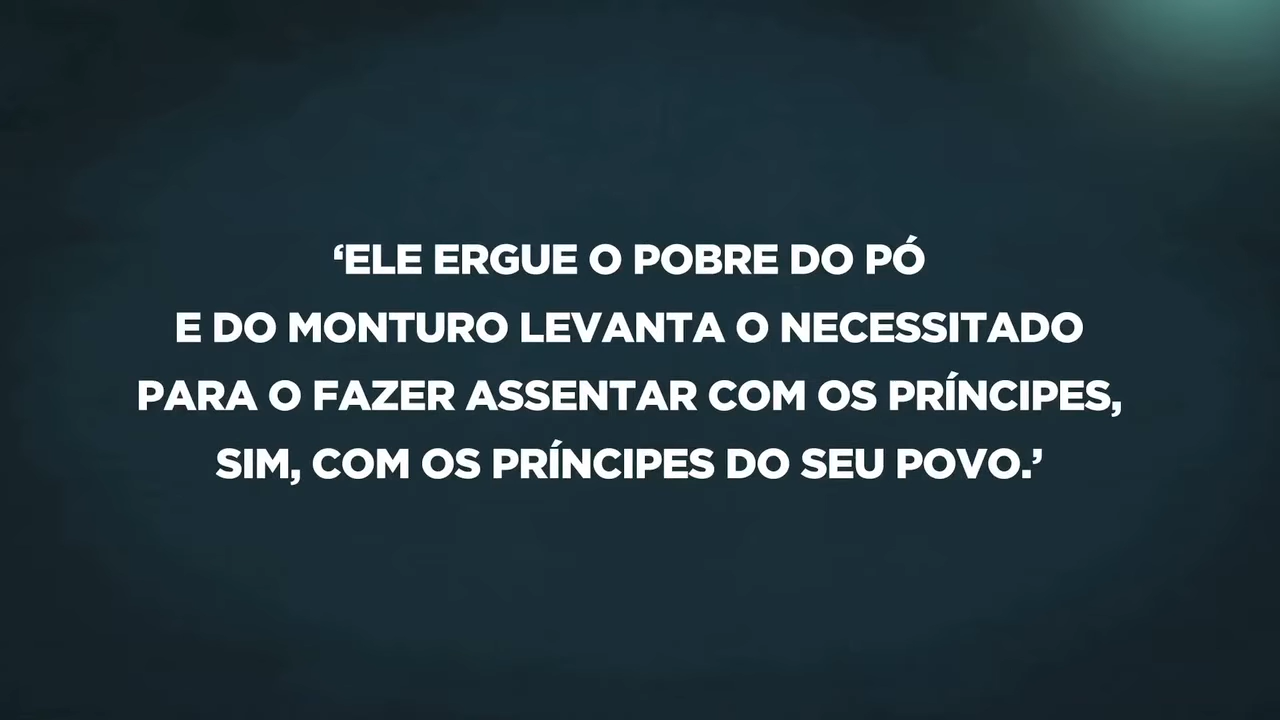 ‘ELE ERGUE O POBRE DO PÓ
E DO MONTURO LEVANTA O NECESSITADO
PARA O FAZER ASSENTAR COM OS PRÍNCIPES,
SIM, COM OS PRÍNCIPES DO SEU POVO.’